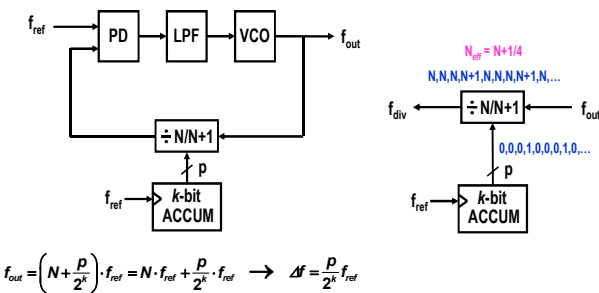 f_ref
PD
LPF
VCO
f_out
÷ N/N+1
p
f_ref
k-bit
ACCUM
N_eff = N+1/4
N,N,N,N+1,N,N,N,N+1,N,…
f_div
÷ N/N+1
f_out
0,0,0,1,0,0,0,1,0,…
p
f_ref
k-bit
ACCUM
f_out = (N + p/2^k) · f_ref = N · f_ref + p/2^k · f_ref → Δf = p/2^k f_ref